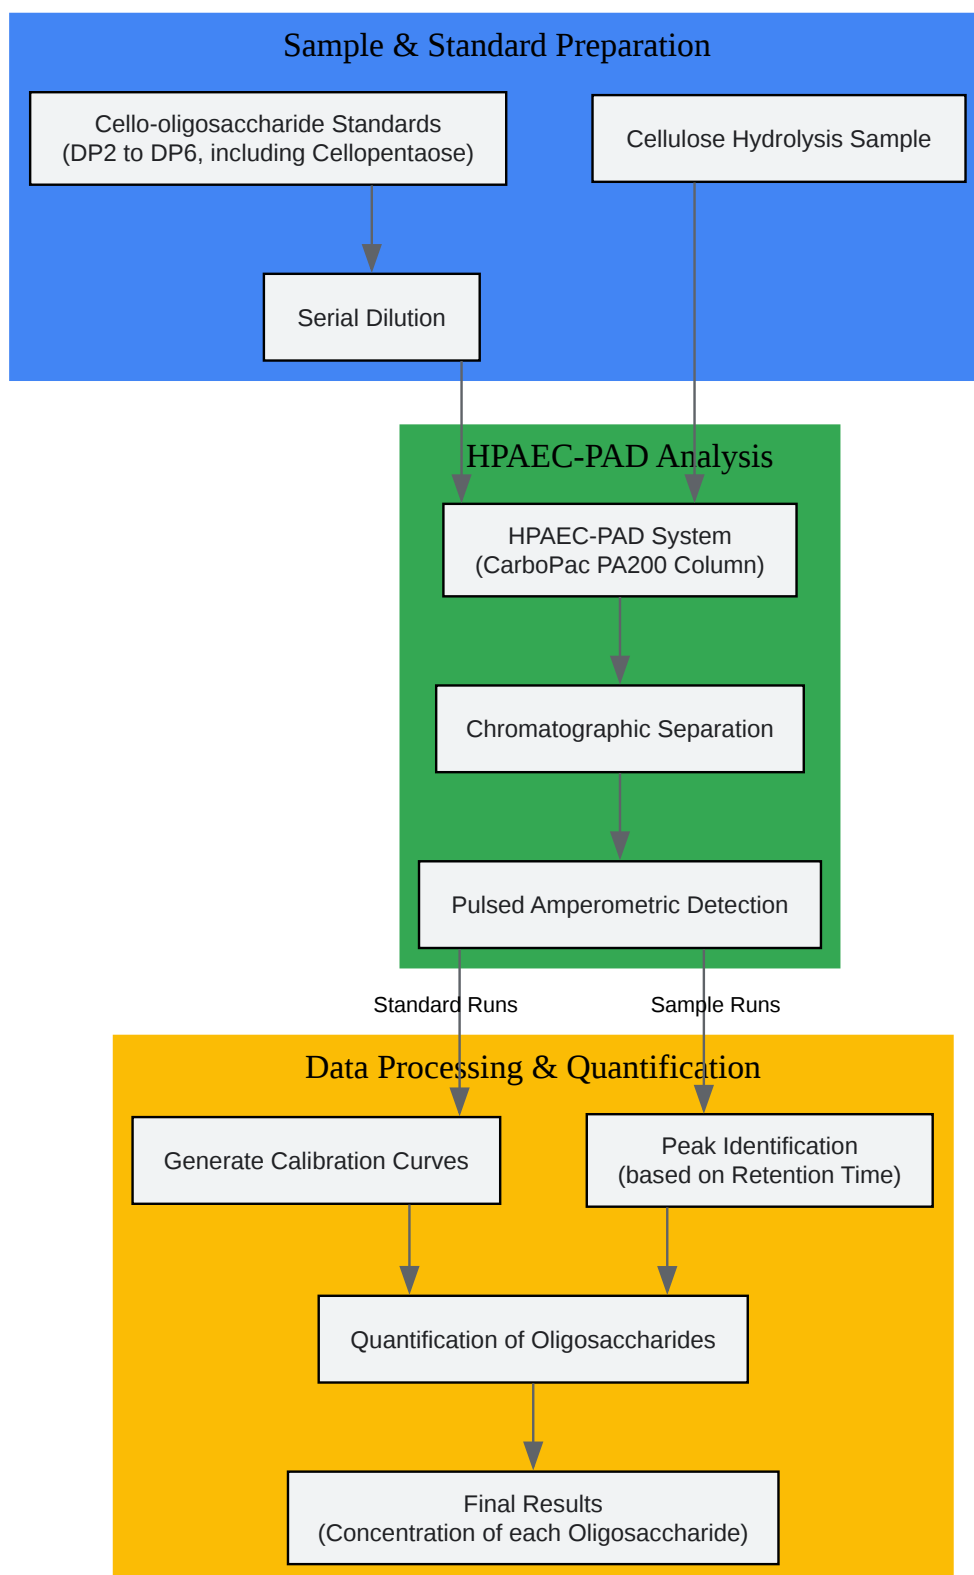 Sample & Standard Preparation
Cello-oligosaccharide Standards
(DP2 to DP6, including Cellopentaose)
Cellulose Hydrolysis Sample
Serial Dilution
HPAEC-PAD Analysis
HPAEC-PAD System
(CarboPac PA200 Column)
Chromatographic Separation
Pulsed Amperometric Detection
Standard Runs
Sample Runs
Data Processing & Quantification
Generate Calibration Curves
Peak Identification
(based on Retention Time)
Quantification of Oligosaccharides
Final Results
(Concentration of each Oligosaccharide)